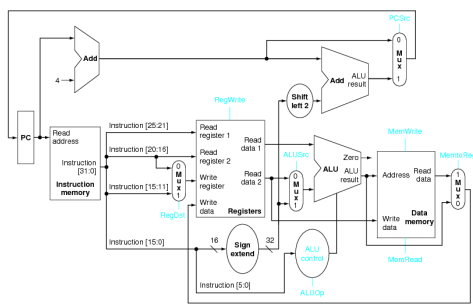 PCSrc
Add
4
0
M
u
x
1
Add
ALU
result
Shift
left 2
RegWrite
PC
Read
address
Instruction
[31:0]
Instruction
memory
Instruction [25:21]
Instruction [20:16]
Instruction [15:11]
Instruction [15:0]
0
M
u
x
1
RegDst
Read
register 1
Read
register 2
Write
register
Write
data
Read
data 1
Read
data 2
Registers
ALUSrc
0
M
u
x
1
Zero
ALU
ALU
result
MemWrite
Address
Read
data
Write
data
Data
memory
MemRead
MemtoReg
1
M
u
x
0
16
Sign
extend
32
Instruction [5:0]
ALU
control
ALUOp